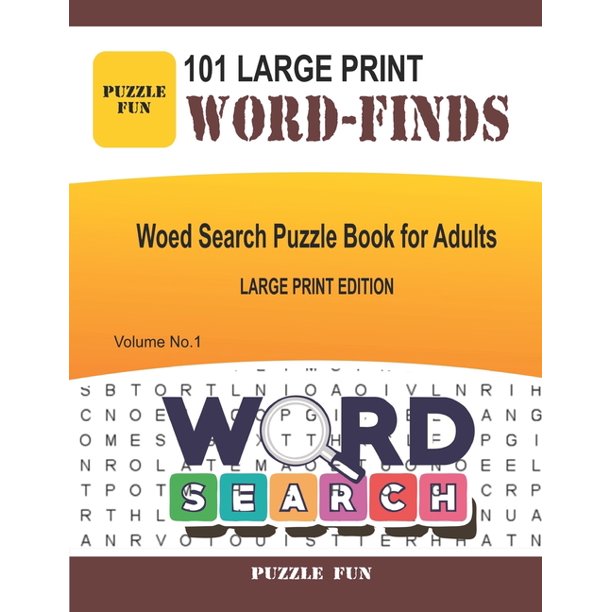 PUZZLE
FUN
101 LARGE PRINT
WORD-FINDS
Woed Search Puzzle Book for Adults
LARGE PRINT EDITION
Volume No.1
S B T O R T L N I O A O I V L N R I H
C N O E
A N G
O M E S
P G I
N R O L A T E M A O
O E E L
T P O T
C R P
R T H L
N U A
A N R V O T O U I S T T I E R H H A T N
WORD
SEARCH
PUZZLE FUN